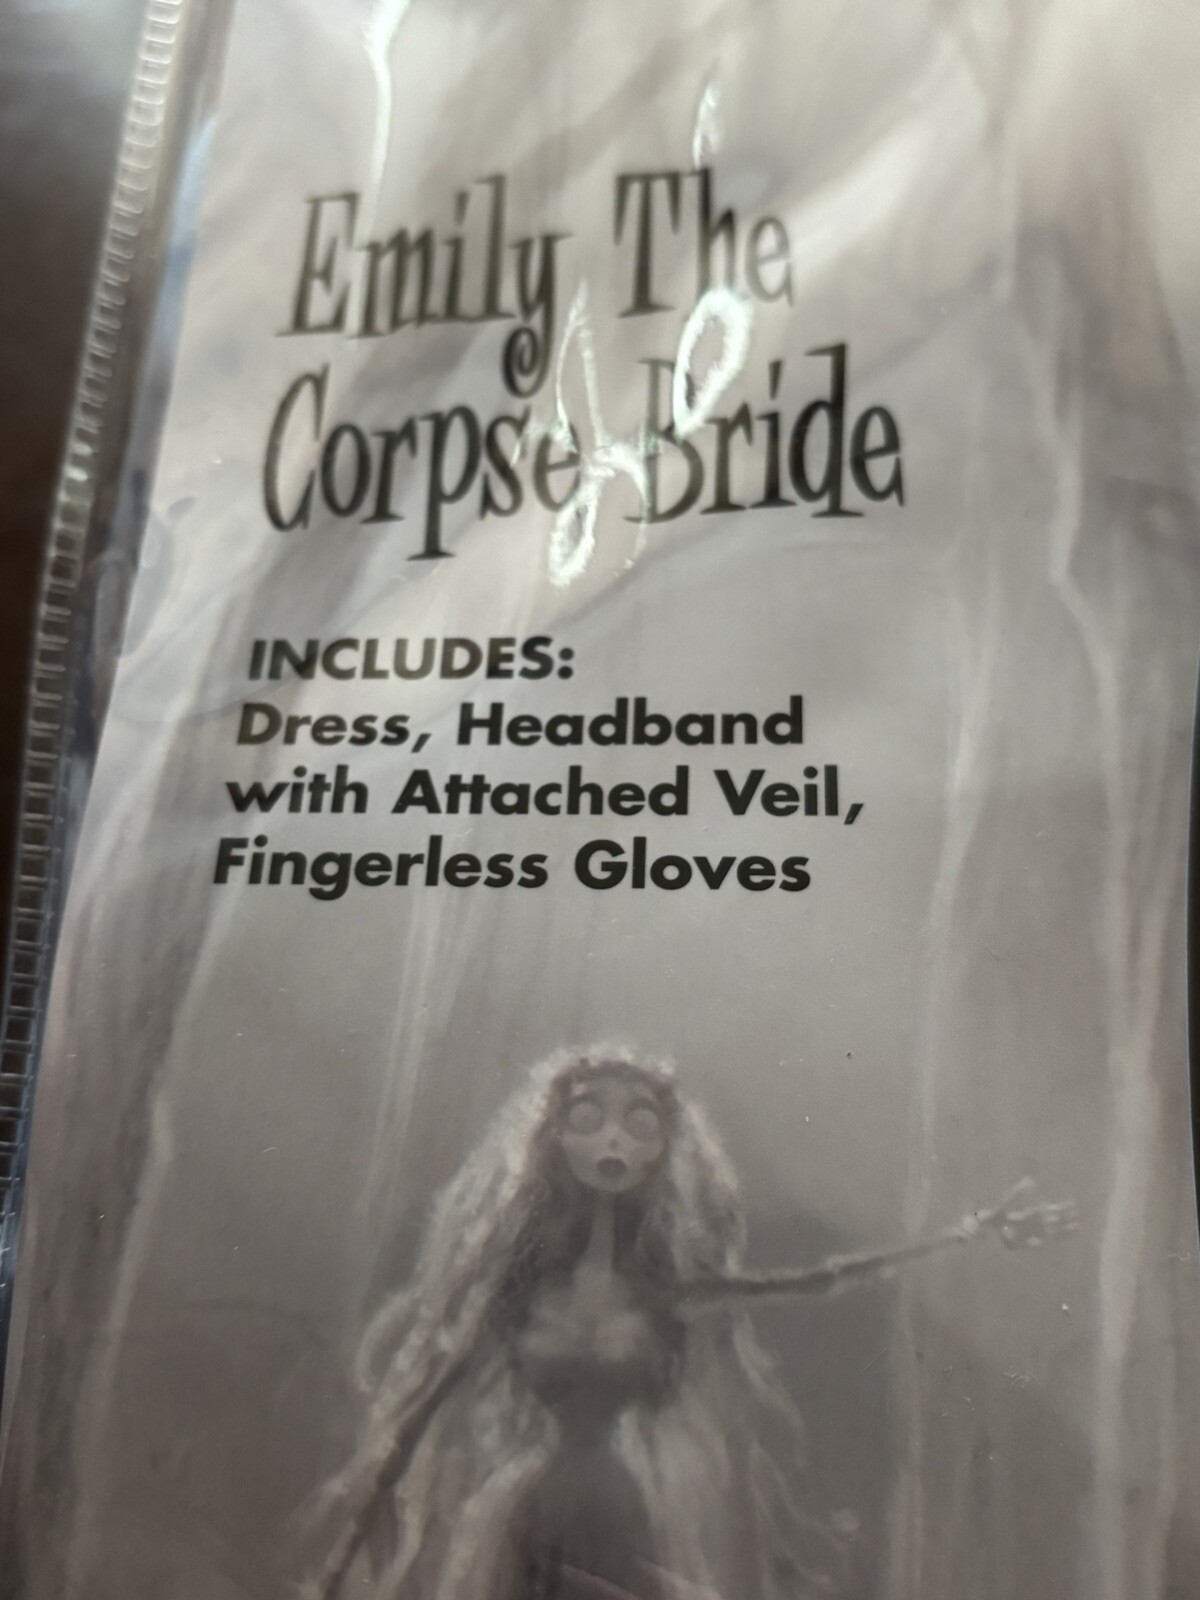 Emily The
Corpse Bride
INCLUDES:
Dress, Headband
with Attached Veil,
Fingerless Gloves